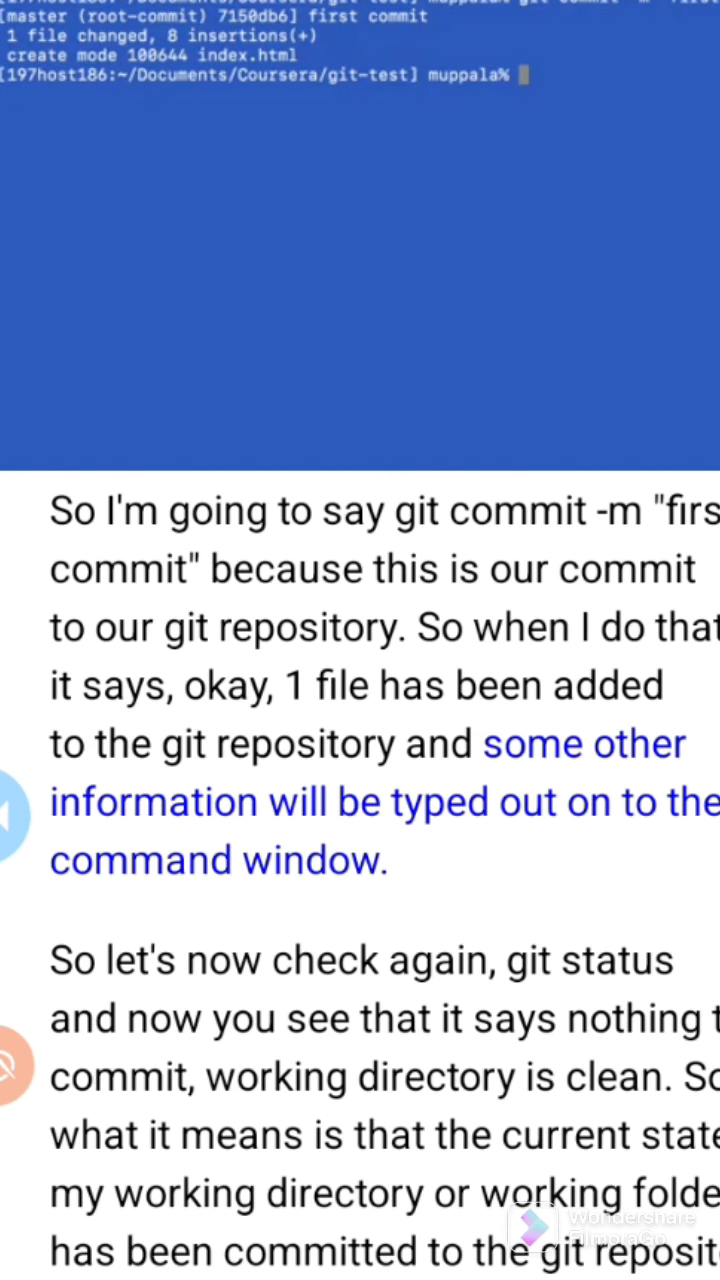 [master (root-commit) 7150db6] first commit
1 file changed, 8 insertions(+)
create mode 100644 index.html
[197host186:~/Documents/Coursera/git-test] muppala%
So I'm going to say git commit -m "firs
commit" because this is our commit
to our git repository. So when I do that
it says, okay, 1 file has been added
to the git repository and some other
information will be typed out on to the
command window.
So let's now check again, git status
and now you see that it says nothing t
commit, working directory is clean. So
what it means is that the current state
my working directory or working folde
has been committed to the git reposit
Wondershare
FilmoraGo